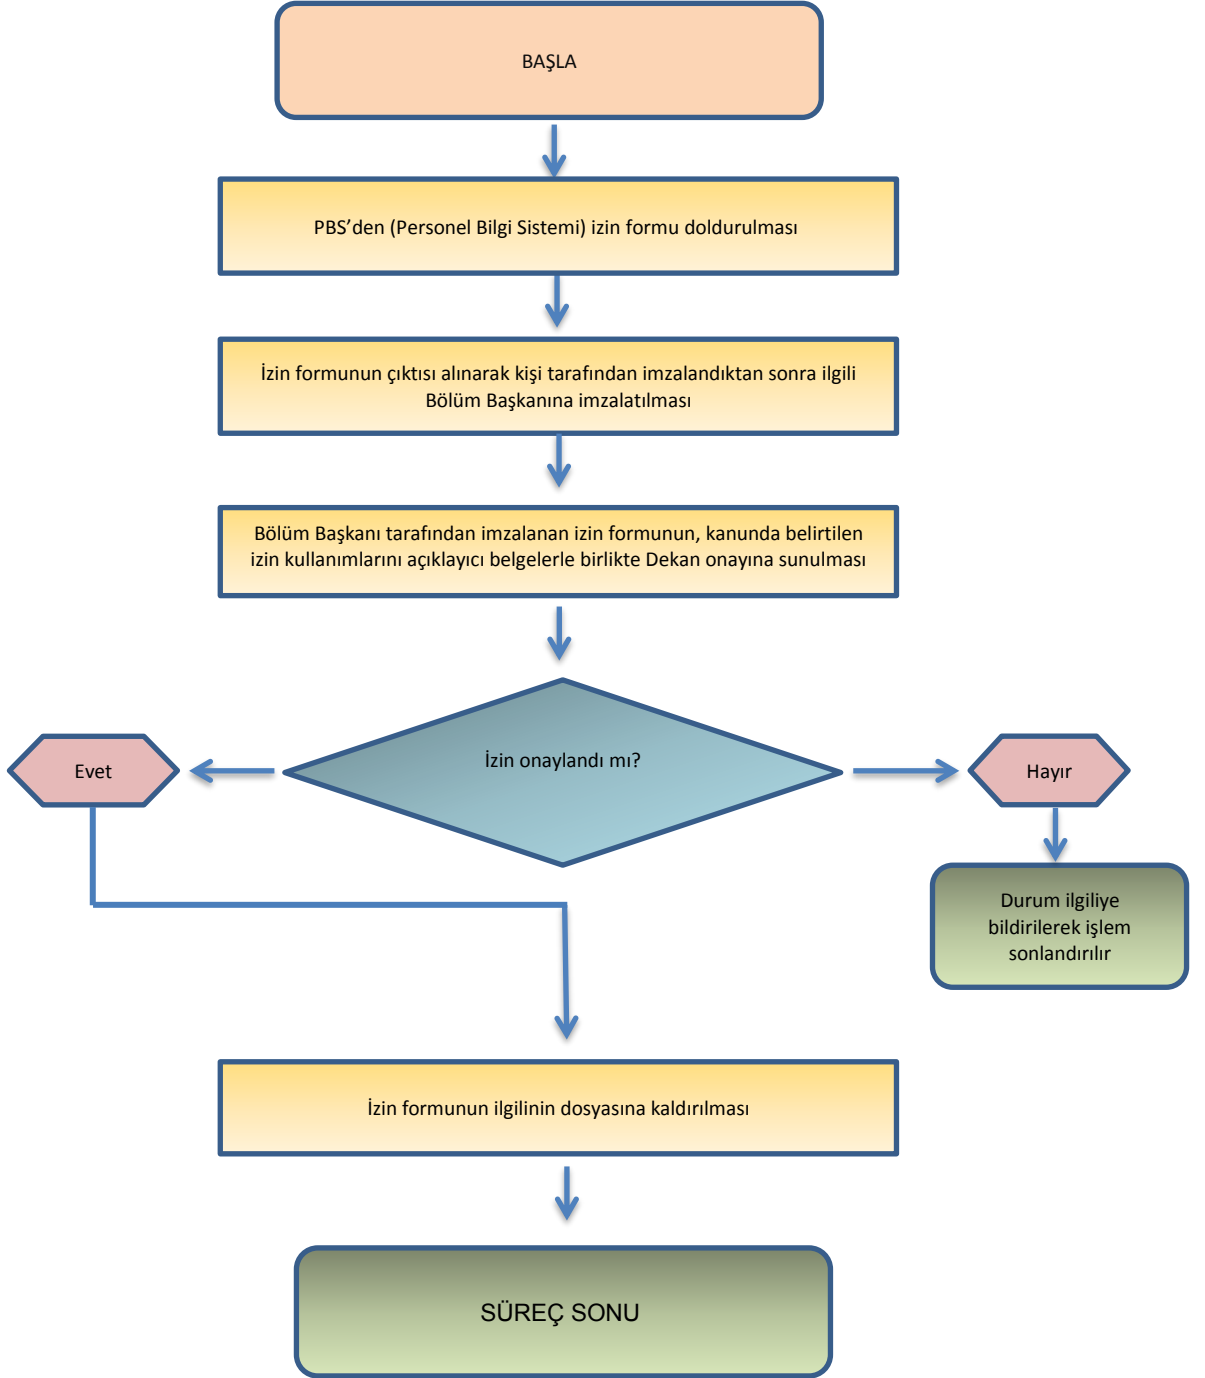 BAŞLA
PBS’den (Personel Bilgi Sistemi) izin formu doldurulması
İzin formunun çıktısı alınarak kişi tarafından imzalandıktan sonra ilgili
Bölüm Başkanına imzalatılması
Bölüm Başkanı tarafından imzalanan izin formunun, kanunda belirtilen
izin kullanımlarını açıklayıcı belgelerle birlikte Dekan onayına sunulması
İzin onaylandı mı?
Evet
Hayır
Durum ilgiliye
bildirilerek işlem
sonlandırılır
İzin formunun ilgilinin dosyasına kaldırılması
SÜREÇ SONU